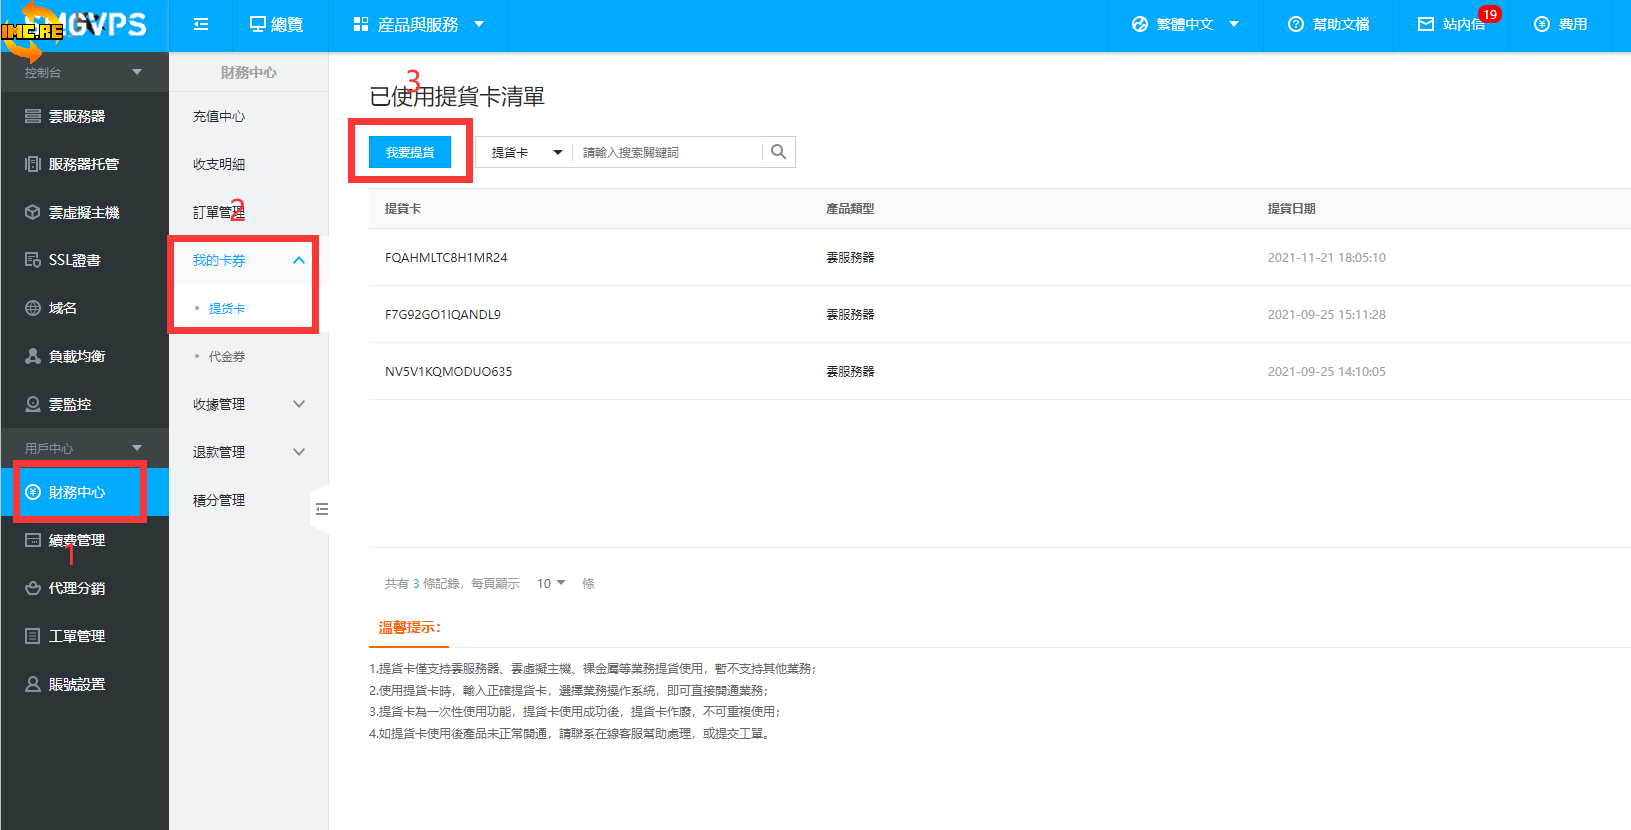 IMC.RE
GVPS
總覽
産品與服務
繁體中文
幫助文檔
站內信
19
费用
控制台
雲服務器
服務器托管
雲虛擬主機
SSL證書
域名
負載均衡
雲監控
用戶中心
財務中心
1
續費管理
代理分銷
工單管理
賬號設置
財務中心
充值中心
收支明細
訂單管理
2
我的卡券
提货卡
代金券
收據管理
退款管理
積分管理
3
已使用提貨卡清單
我要提貨
提貨卡
請輸入搜索關鍵詞
提貨卡 產品類型 提貨日期
FQAHMLTC8H1MR24 雲服務器 2021-11-21 18:05:10
F7G92GO1IQANDL9 雲服務器 2021-09-25 15:11:28
NV5V1KQMODUO635 雲服務器 2021-09-25 14:10:05
共有 3 條記錄，每頁顯示 10 條
溫馨提示：
1.提貨卡僅支持雲服務器、雲虛擬主機、裸金屬等業務提貨使用，暫不支持其他業務；
2.使用提貨卡時，輸入正確提貨卡，選擇業務操作系統，即可直接開通業務；
3.提貨卡為一次性使用功能，提貨卡使用成功後，提貨卡作廢，不可重複使用；
4.如提貨卡使用後產品未正常開通，請聯系在線客服幫助處理，或提交工單。